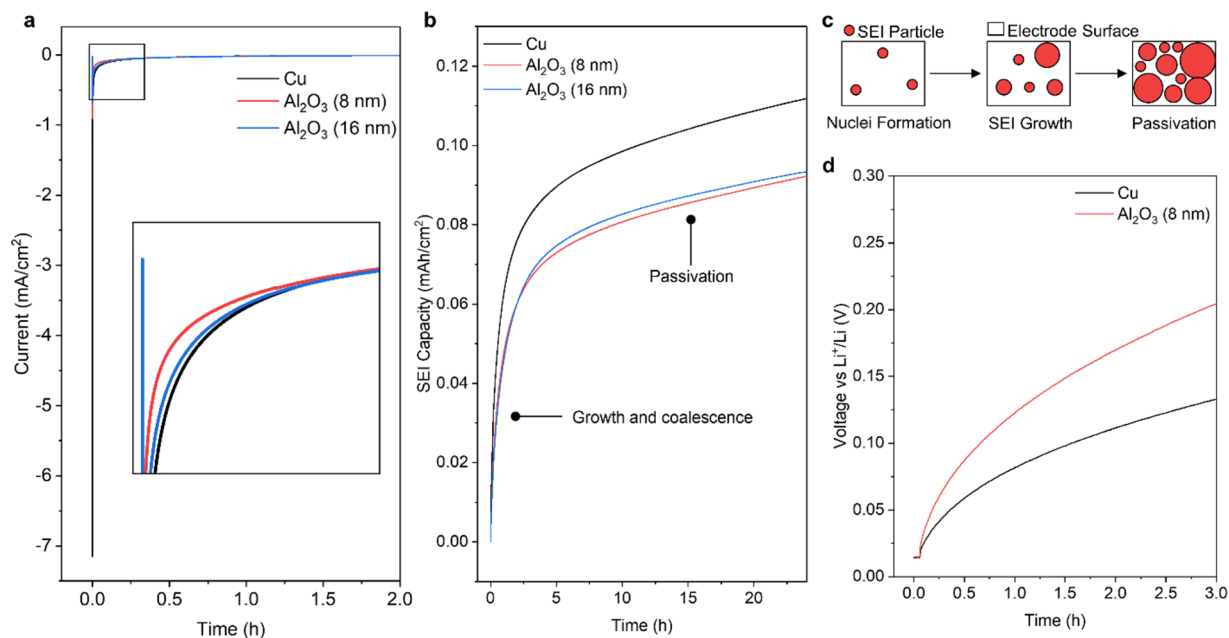 a
0
-1
-2
-3
-4
-5
-6
-7
Current (mA/cm²)
0.0 0.5 1.0 1.5 2.0
Time (h)
Cu
Al₂O₃ (8 nm)
Al₂O₃ (16 nm)
b
0.12
0.10
0.08
0.06
0.04
0.02
0.00
SEI Capacity (mAh/cm²)
0 5 10 15 20
Time (h)
Cu
Al₂O₃ (8 nm)
Al₂O₃ (16 nm)
Passivation
Growth and coalescence
c
SEI Particle
Electrode Surface
Nuclei Formation
SEI Growth
Passivation
d
0.30
0.25
0.20
0.15
0.10
0.05
0.00
Voltage vs Li⁺/Li (V)
0.0 0.5 1.0 1.5 2.0 2.5 3.0
Time (h)
Cu
Al₂O₃ (8 nm)